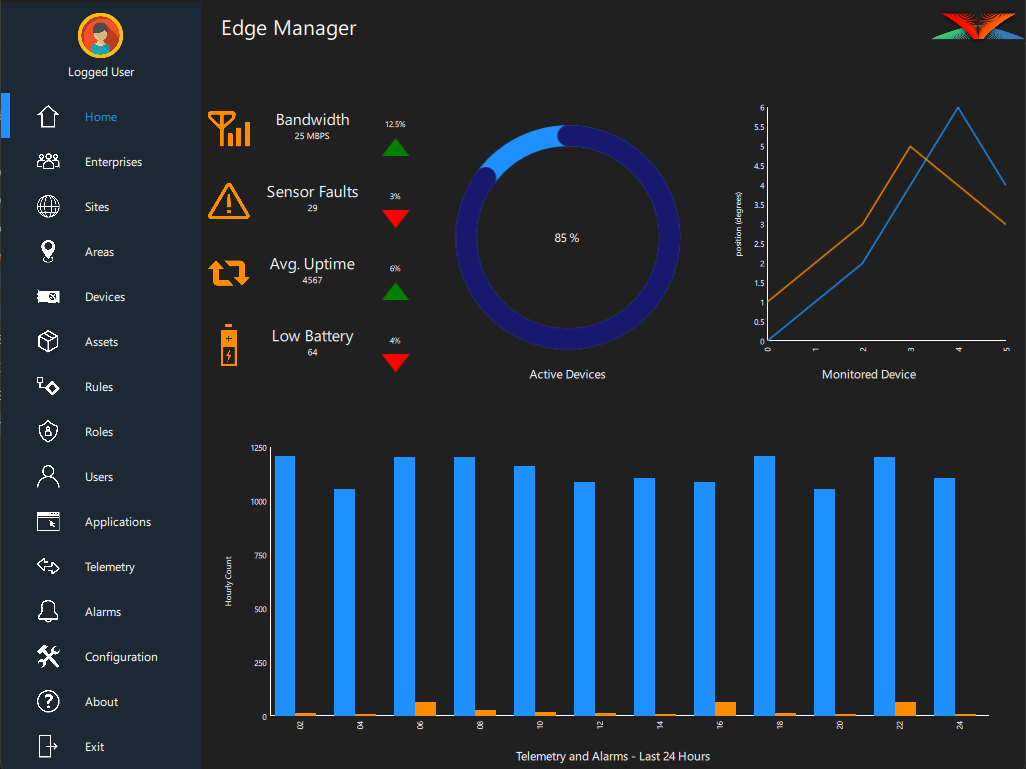 Edge Manager
Logged User
Home
Enterprises
Sites
Areas
Devices
Assets
Rules
Roles
Users
Applications
Telemetry
Alarms
Configuration
About
Exit
Bandwidth
25 MBPS
12.5%
Sensor Faults
29
3%
Avg. Uptime
4567
6%
Low Battery
64
4%
85 %
Active Devices
position (degrees)
6
5.5
5
4.5
4
3.5
3
2.5
2
1.5
1
0.5
0
0 1 2 3 4 5
Monitored Device
Hourly Count
1250
1000
750
500
250
0
02 04 06 08 10 12 14 16 18 20 22 24
Telemetry and Alarms - Last 24 Hours